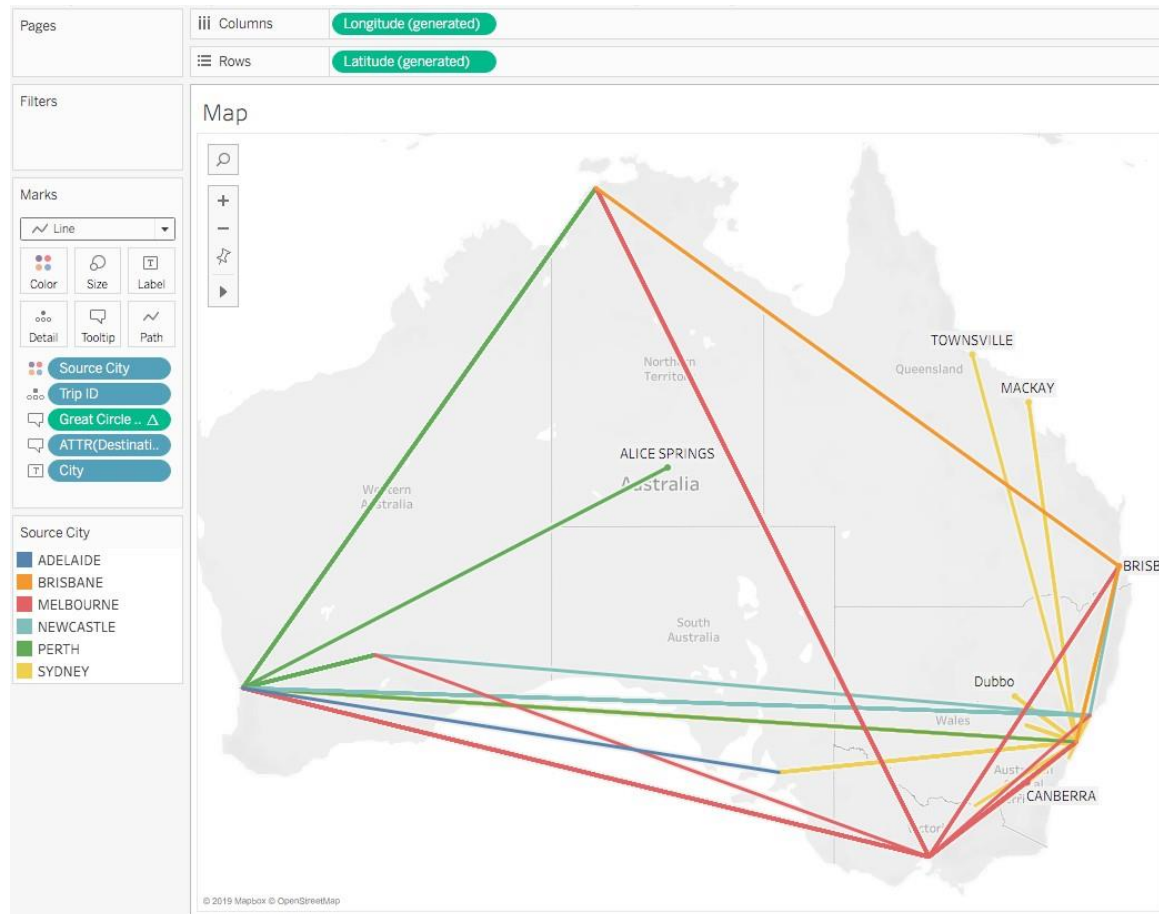 Pages
Columns
Longitude (generated)
Rows
Latitude (generated)
Filters
Map
Marks
Line
Color
Size
Label
Detail
Tooltip
Path
Source City
Trip ID
Great Circle ..
ATTR(Destinati..
City
Source City
ADELAIDE
BRISBANE
MELBOURNE
NEWCASTLE
PERTH
SYDNEY
TOWNSVILLE
Queensland
MACKAY
Northern
Territo
ALICE SPRINGS
Australia
Western
Australia
BRISB
South
Australia
Dubbo
Wales
CANBERRA
© 2019 Mapbox © OpenStreetMap